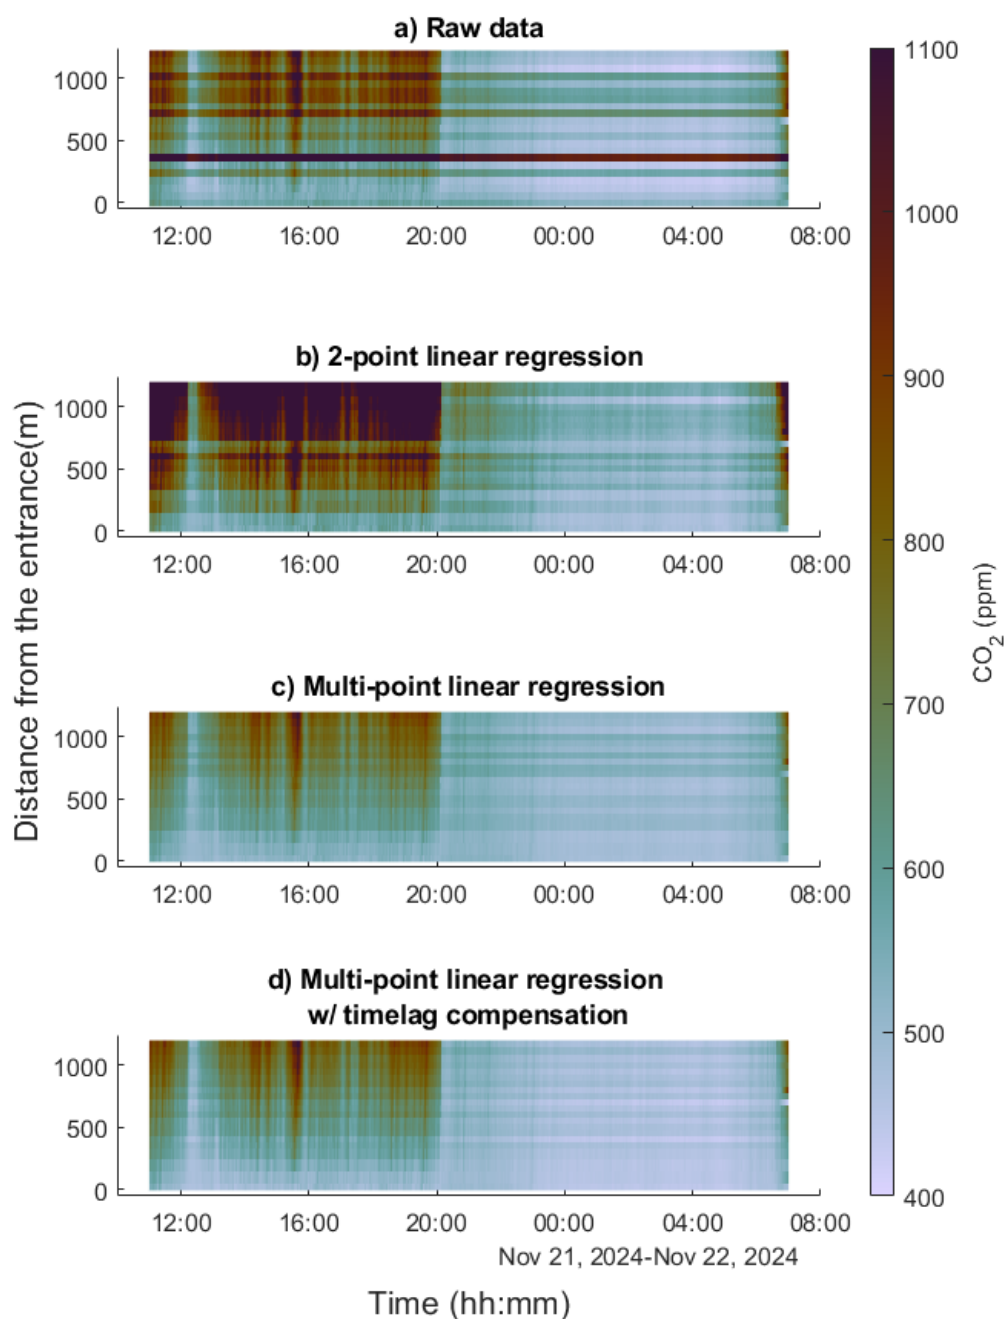 a) Raw data
1000
500
0
12:00 16:00 20:00 00:00 04:00 08:00
b) 2-point linear regression
1000
500
0
12:00 16:00 20:00 00:00 04:00 08:00
c) Multi-point linear regression
1000
500
0
12:00 16:00 20:00 00:00 04:00 08:00
d) Multi-point linear regression
w/ timelag compensation
1000
500
0
12:00 16:00 20:00 00:00 04:00 08:00
Nov 21, 2024-Nov 22, 2024
Time (hh:mm)
Distance from the entrance(m)
1100
1000
900
800
700
600
500
400
CO2 (ppm)